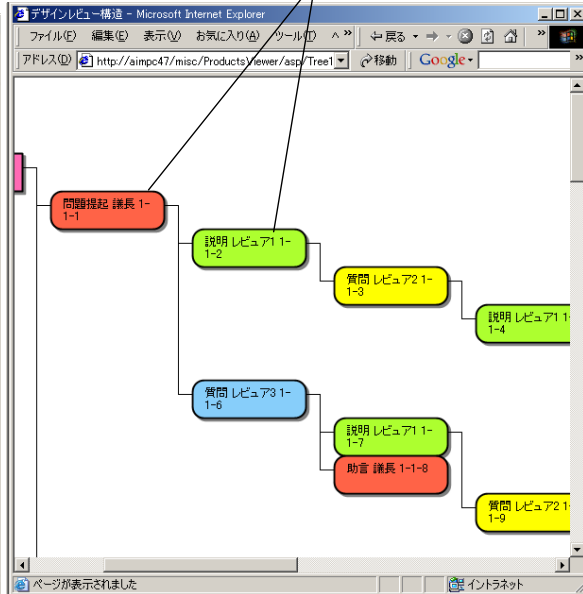 デザインレビュー構造 - Microsoft Internet Explorer
ファイル(F) 編集(E) 表示(V) お気に入り(A) ツール(T) » 戻る »
アドレス(D) http://aimpc47/misc/ProductsViewer/asp/Tree1 移動 Google »
問題提起 議長 1-
1-1
説明 レビュア1 1-
1-2
質問 レビュア2 1-
1-3
説明 レビュア1 1-
1-4
質問 レビュア3 1-
1-6
説明 レビュア1 1-
1-7
助言 議長 1-1-8
質問 レビュア2 1-
1-9
ページが表示されました イントラネット